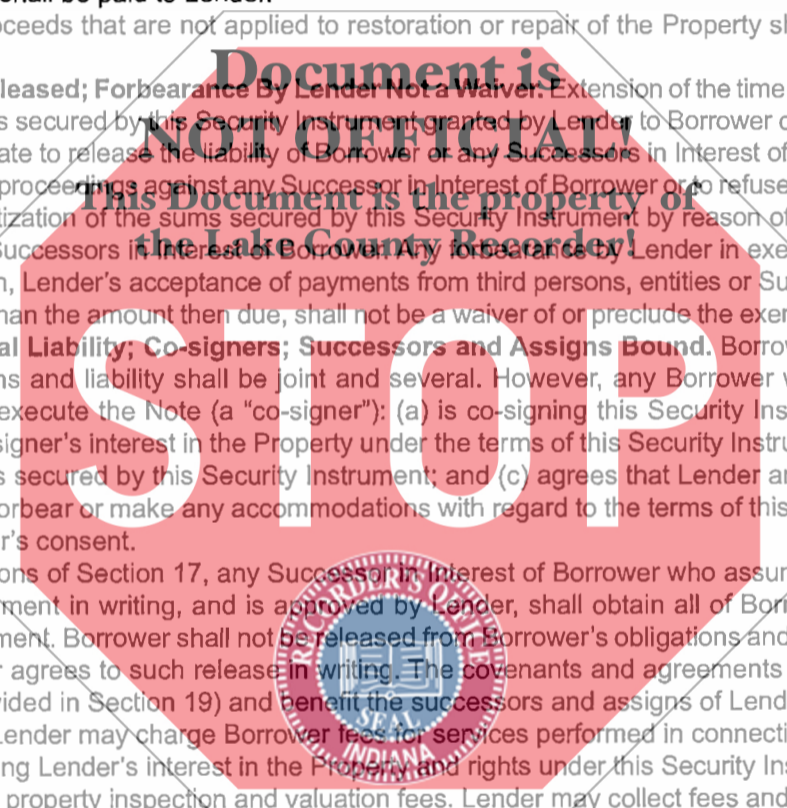 shall be paid to Lender.
oceeds that are not applied to restoration or repair of the Property sh
Document is
leased; Forbearance By Lender Not a Waiver. Extension of the time
s secured by this Security Instrument granted by Lender to Borrower o
NOT OFFICIAL!
ate to release the liability of Borrower or any Successors in Interest of
proceedings against any Successor in Interest of Borrower or to refuse
This Document is the property of
tization of the sums secured by this Security Instrument by reason of
Successors in Interest of Borrower. Any forbearance by Lender in exe
the Lake County Recorder!
n, Lender's acceptance of payments from third persons, entities or Su
han the amount then due, shall not be a waiver of or preclude the exer
al Liability; Co-signers; Successors and Assigns Bound. Borrow
ns and liability shall be joint and several. However, any Borrower w
execute the Note (a "co-signer"): (a) is co-signing this Security Ins
signer's interest in the Property under the terms of this Security Instru
STOP
s secured by this Security Instrument; and (c) agrees that Lender an
orbear or make any accommodations with regard to the terms of this
r's consent.
ons of Section 17, any Successor in Interest of Borrower who assum
ment in writing, and is approved by Lender, shall obtain all of Borr
ment. Borrower shall not be released from Borrower's obligations and
r agrees to such release in writing. The covenants and agreements
vided in Section 19) and benefit the successors and assigns of Lend
Lender may charge Borrower fees for services performed in connecti
ng Lender's interest in the Property and rights under this Security Ins
property inspection and valuation fees. Lender may collect fees and
RECORDER'S OFFICE
SEAL
INDIANA